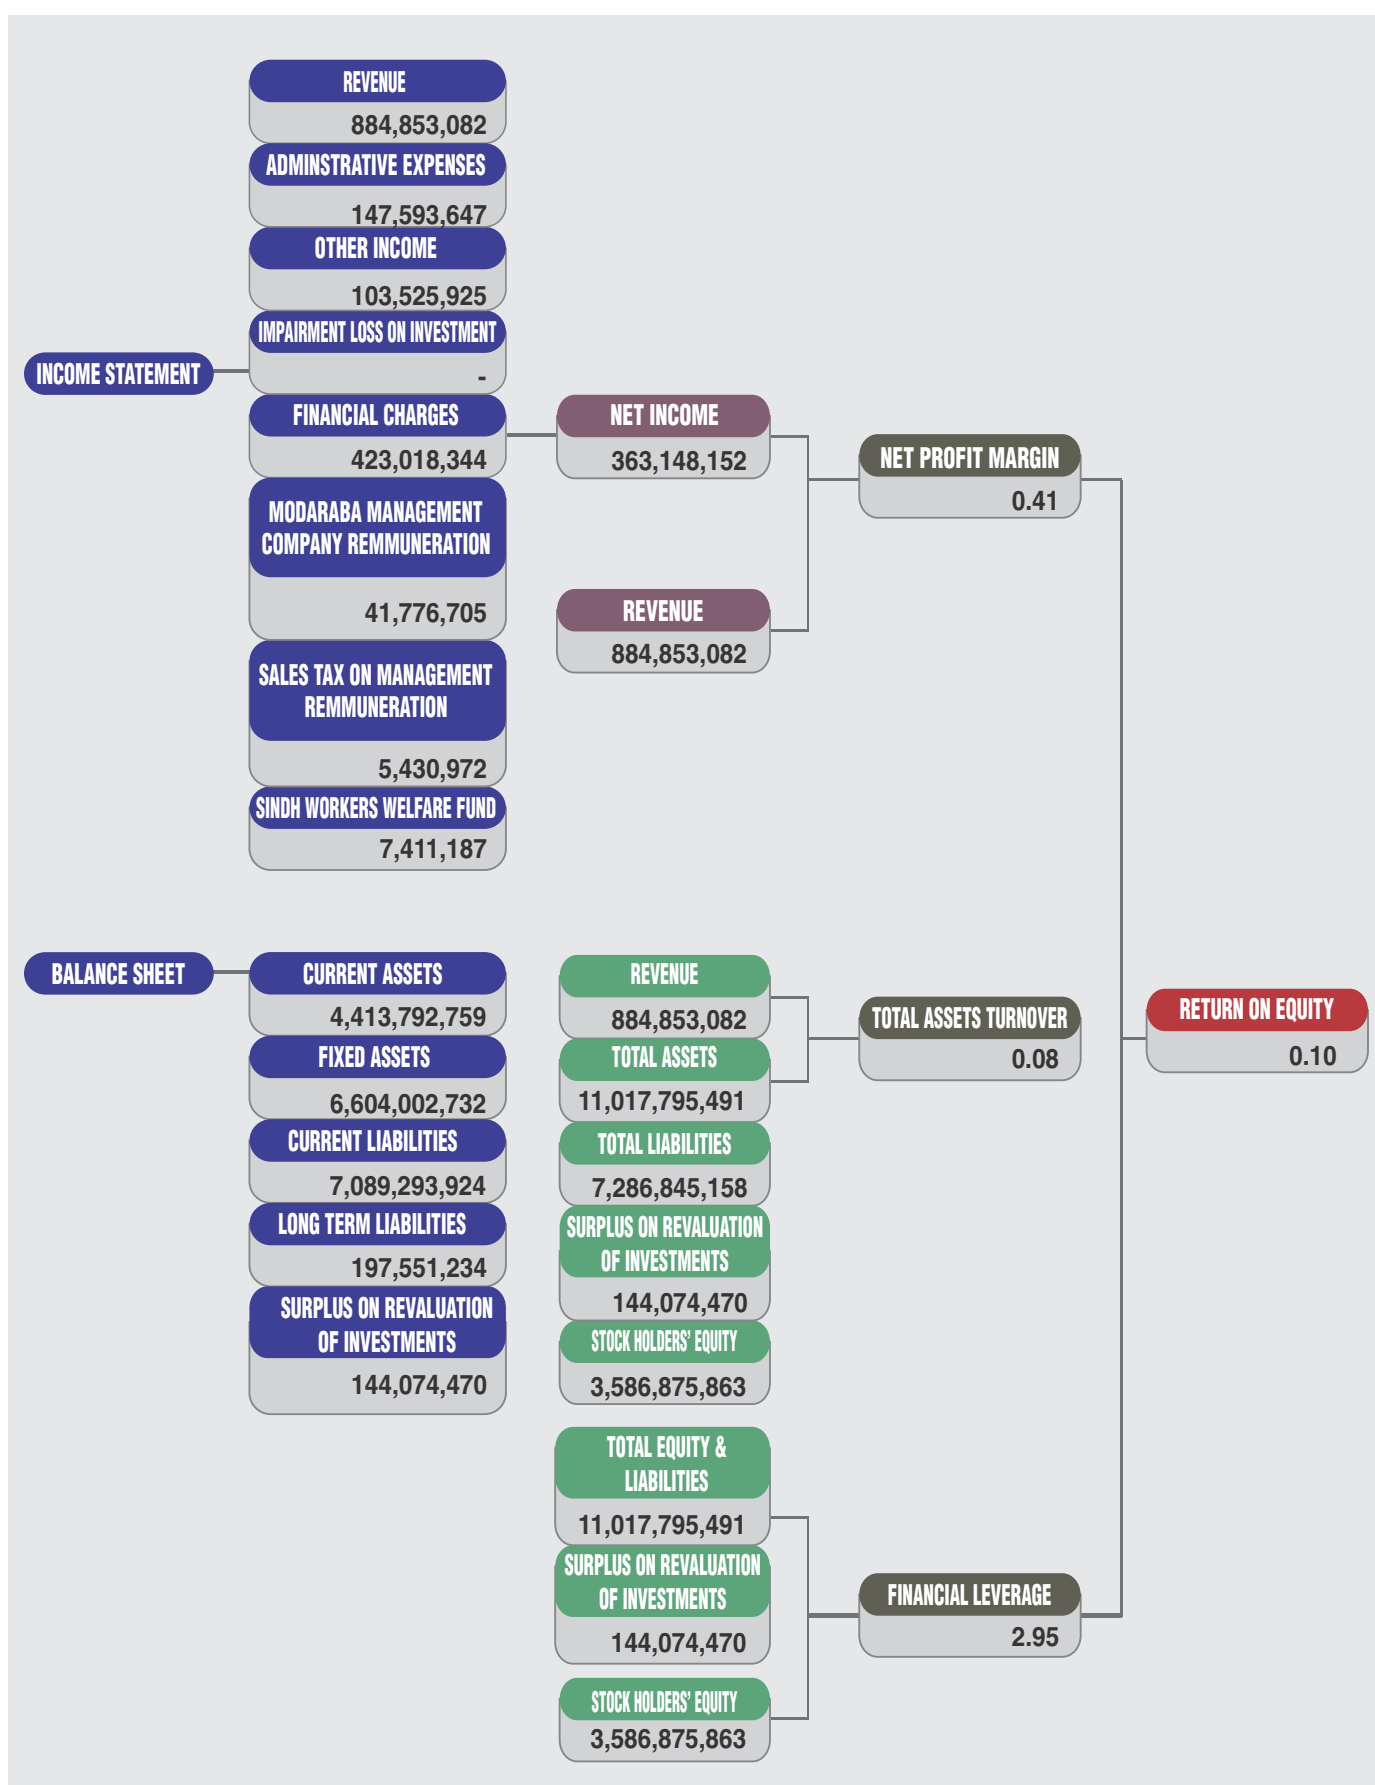 REVENUE
884,853,082
ADMINSTRATIVE EXPENSES
147,593,647
OTHER INCOME
103,525,925
IMPAIRMENT LOSS ON INVESTMENT
-
INCOME STATEMENT
FINANCIAL CHARGES
423,018,344
MODARABA MANAGEMENT
COMPANY REMMUNERATION
41,776,705
SALES TAX ON MANAGEMENT
REMMUNERATION
5,430,972
SINDH WORKERS WELFARE FUND
7,411,187
NET INCOME
363,148,152
REVENUE
884,853,082
NET PROFIT MARGIN
0.41
BALANCE SHEET
CURRENT ASSETS
4,413,792,759
FIXED ASSETS
6,604,002,732
CURRENT LIABILITIES
7,089,293,924
LONG TERM LIABILITIES
197,551,234
SURPLUS ON REVALUATION
OF INVESTMENTS
144,074,470
REVENUE
884,853,082
TOTAL ASSETS
11,017,795,491
TOTAL LIABILITIES
7,286,845,158
SURPLUS ON REVALUATION
OF INVESTMENTS
144,074,470
STOCK HOLDERS' EQUITY
3,586,875,863
TOTAL EQUITY &
LIABILITIES
11,017,795,491
SURPLUS ON REVALUATION
OF INVESTMENTS
144,074,470
STOCK HOLDERS' EQUITY
3,586,875,863
TOTAL ASSETS TURNOVER
0.08
FINANCIAL LEVERAGE
2.95
RETURN ON EQUITY
0.10